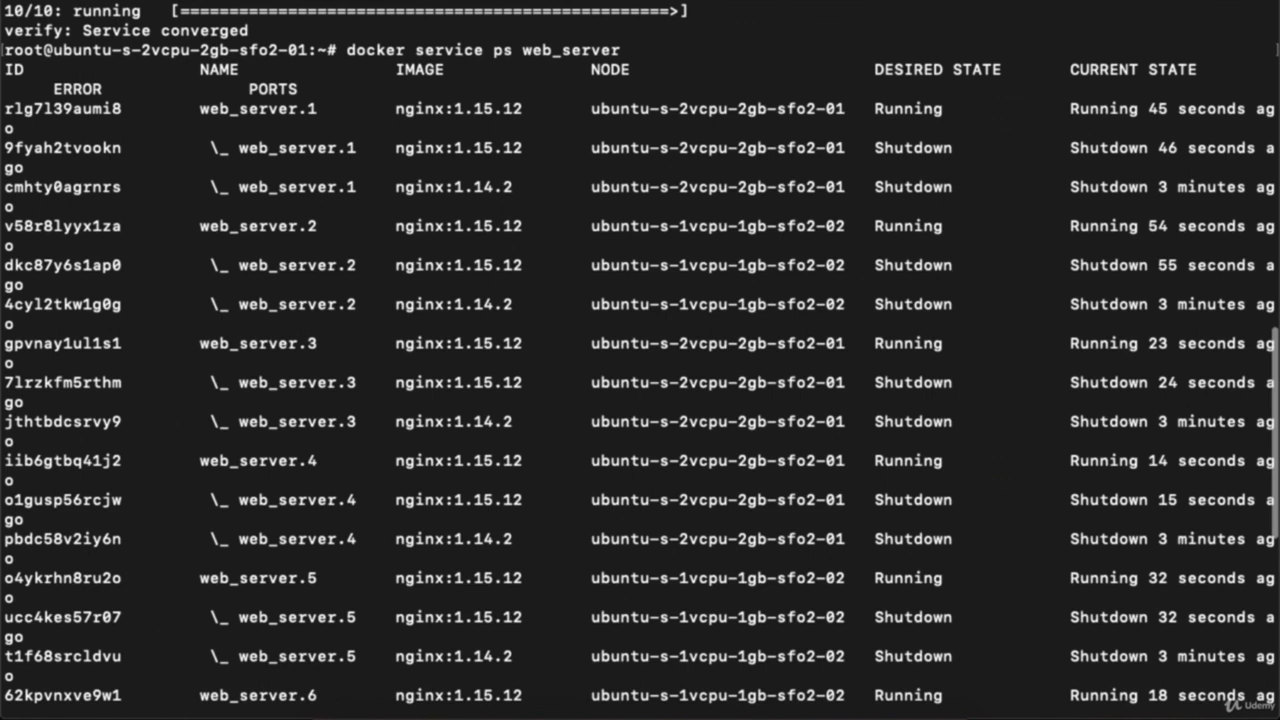 10/10: running   [==================================================>]
verify: Service converged
root@ubuntu-s-2vcpu-2gb-sfo2-01:~# docker service ps web_server
ID                  NAME                IMAGE               NODE                         DESIRED STATE       CURRENT STATE
     ERROR               PORTS
rlg7l39aumi8        web_server.1        nginx:1.15.12       ubuntu-s-2vcpu-2gb-sfo2-01   Running             Running 45 seconds ag
o
9fyah2tvookn         \_ web_server.1    nginx:1.15.12       ubuntu-s-2vcpu-2gb-sfo2-01   Shutdown            Shutdown 46 seconds a
go
cmhty0agrnrs         \_ web_server.1    nginx:1.14.2        ubuntu-s-2vcpu-2gb-sfo2-01   Shutdown            Shutdown 3 minutes ag
o
v58r8lyyx1za        web_server.2        nginx:1.15.12       ubuntu-s-1vcpu-1gb-sfo2-02   Running             Running 54 seconds ag
o
dkc87y6s1ap0         \_ web_server.2    nginx:1.15.12       ubuntu-s-1vcpu-1gb-sfo2-02   Shutdown            Shutdown 55 seconds a
go
4cyl2tkw1g0g         \_ web_server.2    nginx:1.14.2        ubuntu-s-1vcpu-1gb-sfo2-02   Shutdown            Shutdown 3 minutes ag
o
gpvnay1ul1s1        web_server.3        nginx:1.15.12       ubuntu-s-2vcpu-2gb-sfo2-01   Running             Running 23 seconds ag
o
7lrzkfm5rthm         \_ web_server.3    nginx:1.15.12       ubuntu-s-2vcpu-2gb-sfo2-01   Shutdown            Shutdown 24 seconds a
go
jthtbdcsrvy9         \_ web_server.3    nginx:1.14.2        ubuntu-s-2vcpu-2gb-sfo2-01   Shutdown            Shutdown 3 minutes ag
o
iib6gtbq41j2        web_server.4        nginx:1.15.12       ubuntu-s-2vcpu-2gb-sfo2-01   Running             Running 14 seconds ag
o
o1gusp56rcjw         \_ web_server.4    nginx:1.15.12       ubuntu-s-2vcpu-2gb-sfo2-01   Shutdown            Shutdown 15 seconds a
go
pbdc58v2iy6n         \_ web_server.4    nginx:1.14.2        ubuntu-s-2vcpu-2gb-sfo2-01   Shutdown            Shutdown 3 minutes ag
o
o4ykrhn8ru2o        web_server.5        nginx:1.15.12       ubuntu-s-1vcpu-1gb-sfo2-02   Running             Running 32 seconds ag
o
ucc4kes57r07         \_ web_server.5    nginx:1.15.12       ubuntu-s-1vcpu-1gb-sfo2-02   Shutdown            Shutdown 32 seconds a
go
t1f68srcldvu         \_ web_server.5    nginx:1.14.2        ubuntu-s-1vcpu-1gb-sfo2-02   Shutdown            Shutdown 3 minutes ag
o
62kpvnxve9w1        web_server.6        nginx:1.15.12       ubuntu-s-1vcpu-1gb-sfo2-02   Running             Running 18 seconds ag
Udemy